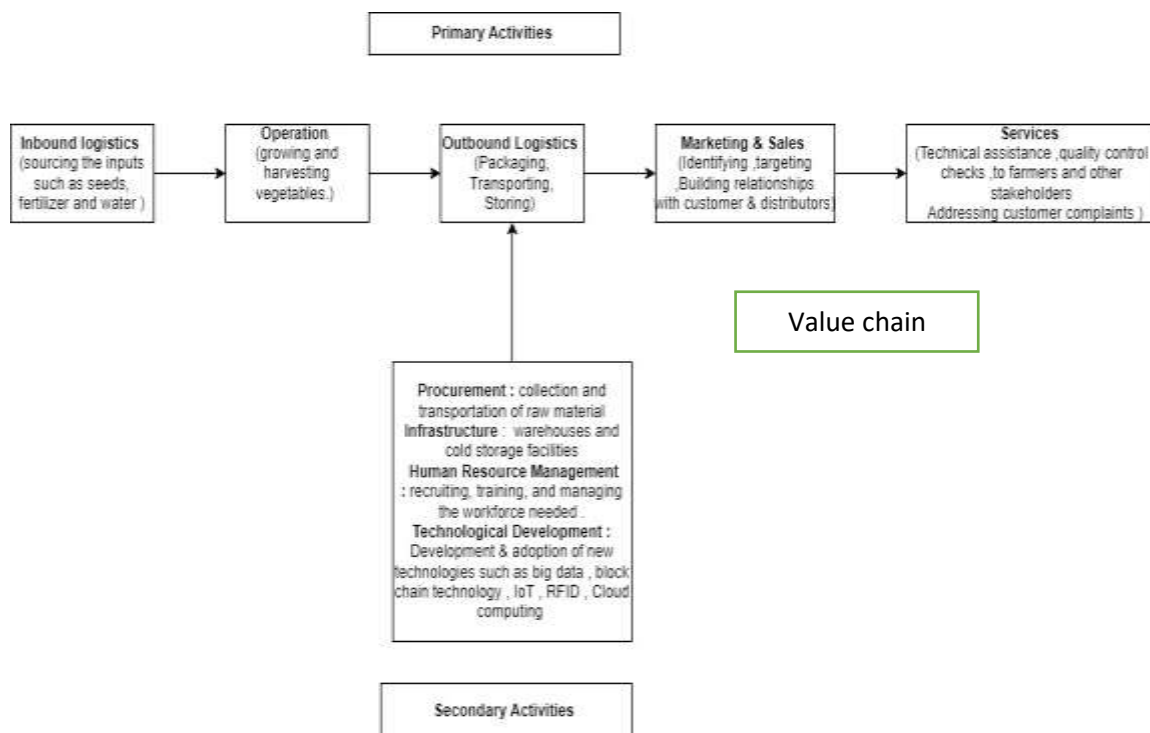 Primary Activities
Inbound logistics
(sourcing the inputs
such as seeds,
fertilizer and water )
Operation
(growing and
harvesting
vegetables.)
Outbound Logistics
(Packaging,
Transporting,
Storing)
Marketing & Sales
(Identifying ,targeting
,Building relationships
with customer & distributors)
Services
(Technical assistance ,quality control
checks ,to farmers and other
stakeholders
Addressing customer complaints )
Value chain
Procurement : collection and
transportation of raw material
Infrastructure : warehouses and
cold storage facilities
Human Resource Management
: recruiting, training, and managing
the workforce needed .
Technological Development :
Development & adoption of new
technologies such as big data , block
chain technology , IoT , RFID , Cloud
computing
Secondary Activities